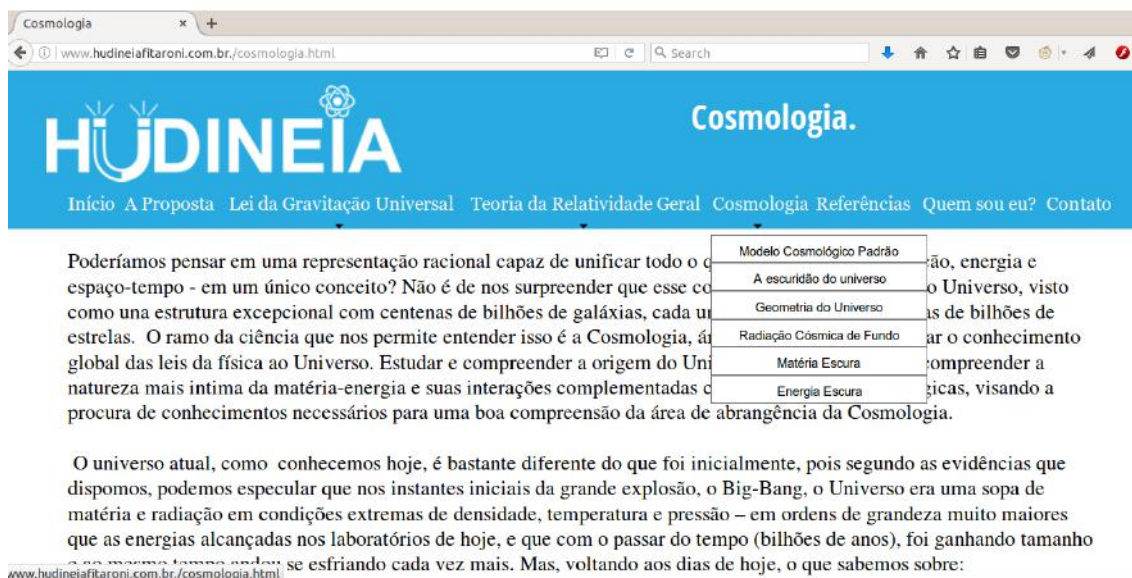 Cosmologia
www.hudineiafitaroni.com.br./cosmologia.html
Search
HUDINEIA
Cosmologia.
Início A Proposta Lei da Gravitação Universal Teoria da Relatividade Geral Cosmologia Referências Quem sou eu? Contato
Modelo Cosmológico Padrão
A escuridão do universo
Geometria do Universo
Radiação Cósmica de Fundo
Matéria Escura
Energia Escura
Poderíamos pensar em uma representação racional capaz de unificar todo o energia e
espaço-tempo - em um único conceito? Não é de nos surpreender que esse o Universo, visto
como una estrutura excepcional com centenas de bilhões de galáxias, cada de bilhões de
estrelas. O ramo da ciência que nos permite entender isso é a Cosmologia, o conhecimento
global das leis da física ao Universo. Estudar e compreender a origem do compreender a
natureza mais intima da matéria-energia e suas interações complementadas visando a
procura de conhecimentos necessários para uma boa compreensão da área de abrangência da Cosmologia.
O universo atual, como conhecemos hoje, é bastante diferente do que foi inicialmente, pois segundo as evidências que
dispomos, podemos especular que nos instantes iniciais da grande explosão, o Big-Bang, o Universo era uma sopa de
matéria e radiação em condições extremas de densidade, temperatura e pressão – em ordens de grandeza muito maiores
que as energias alcançadas nos laboratórios de hoje, e que com o passar do tempo (bilhões de anos), foi ganhando tamanho
se esfriando cada vez mais. Mas, voltando aos dias de hoje, o que sabemos sobre:
www.hudineiafitaroni.com.br./cosmologia.html